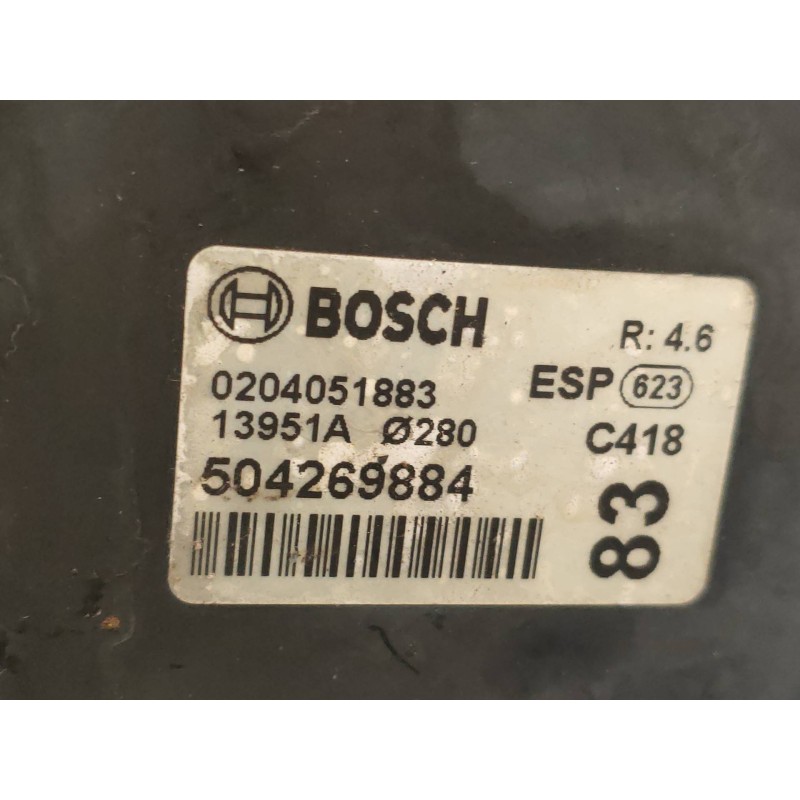 BOSCH
R: 4.6
0204051883
ESP 623
13951A Ø280
C418
504269884
83